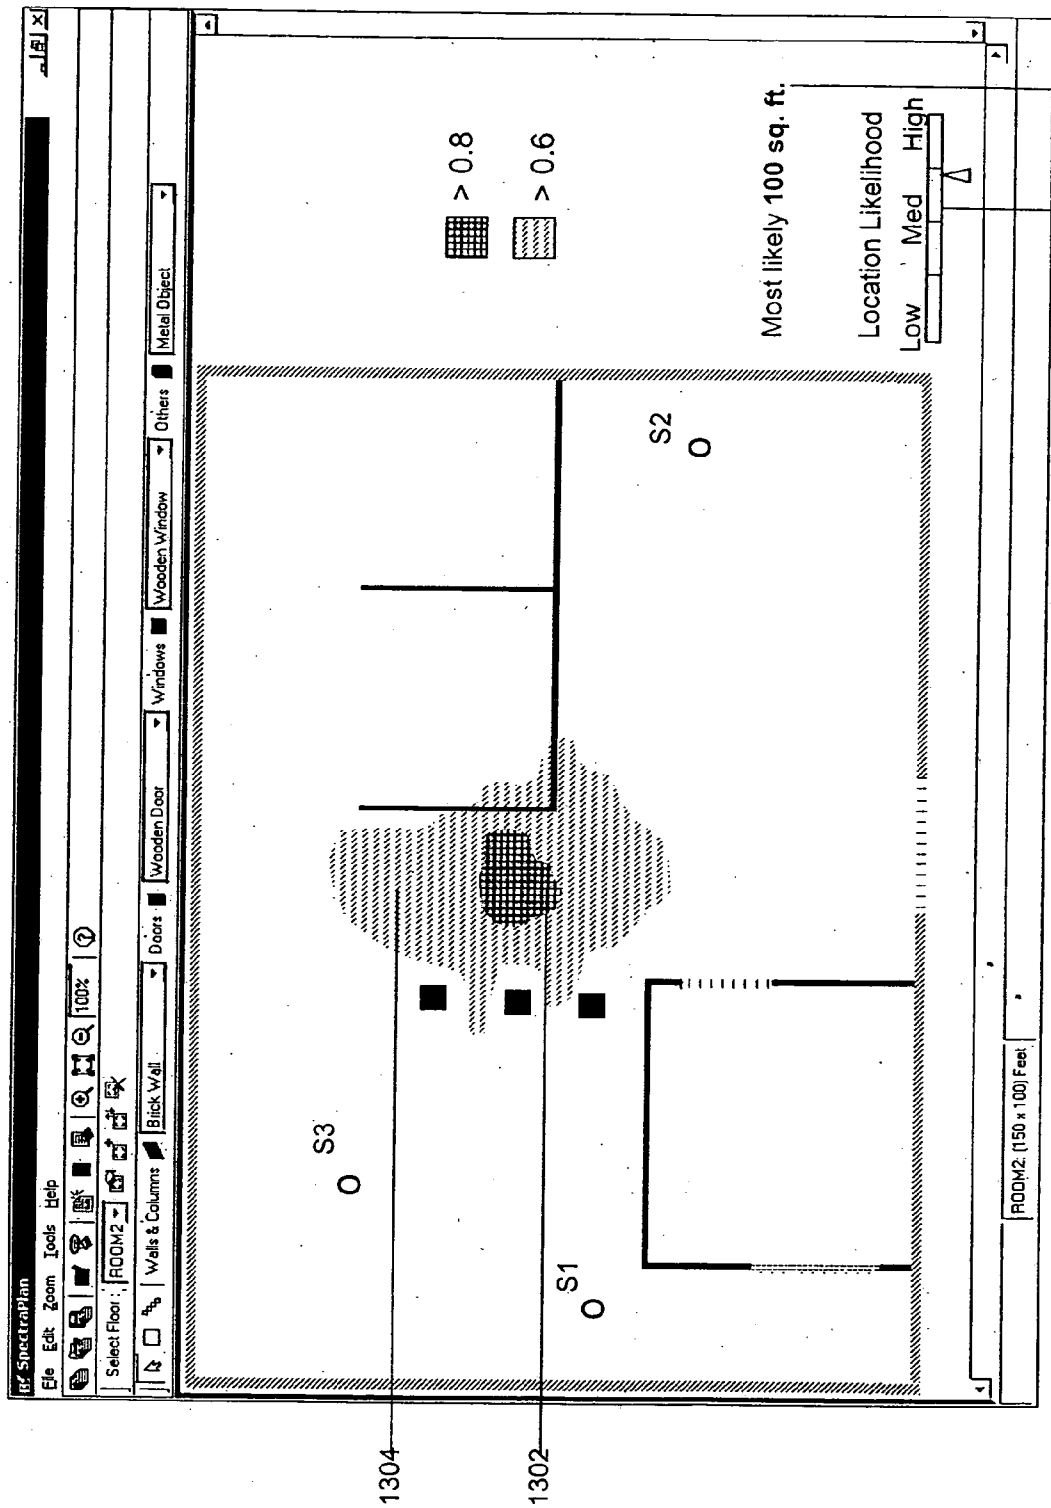 SpectraPlan
File Edit Zoom Tools Help
100%
Select Floor: ROOM2
Walls & Columns Brick Wall Doors Wooden Door Windows Wooden Window Others Metal Object
> 0.8
> 0.6
S3
S2
S1
Most likely 100 sq. ft.
Location Likelihood
Low Med High
ROOM2: (150 x 100) Feet
1304
1302